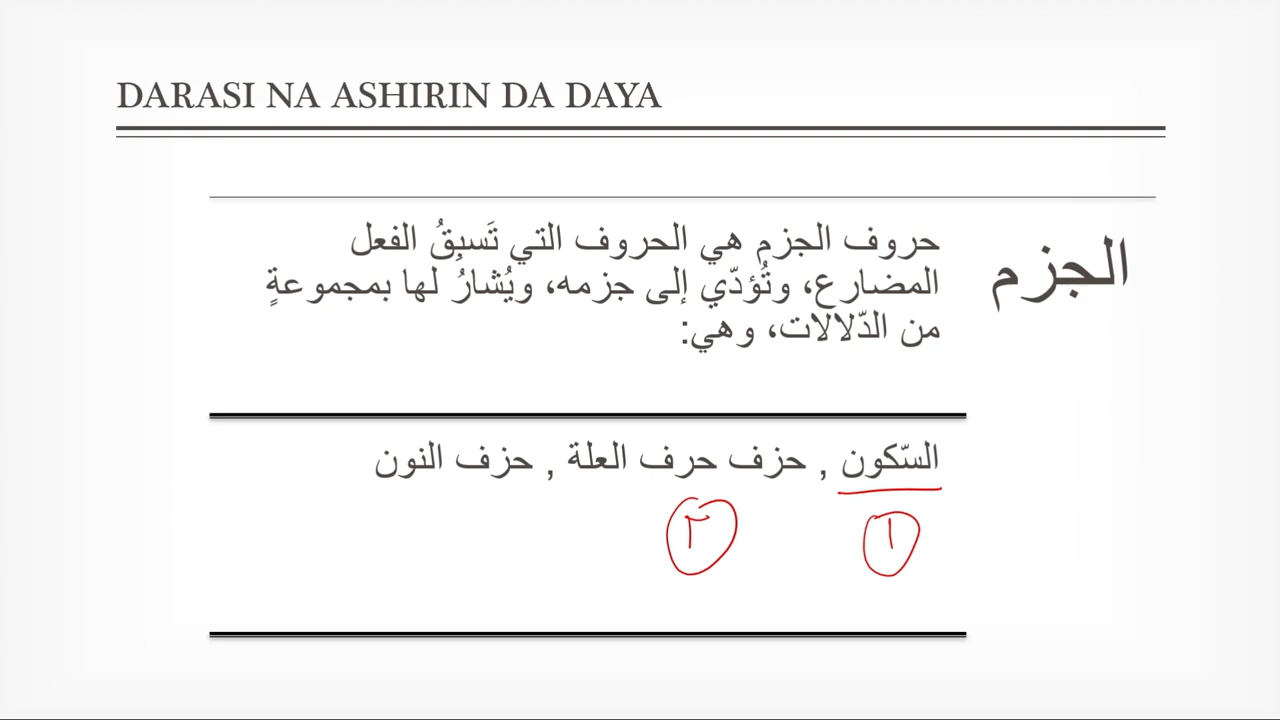 DARASI NA ASHIRIN DA DAYA
الجزم
حروف الجزمِ هي الحروف التي تَسبِقُ الفعل
المضارع، وتُؤدّي إلى جزمه، ويُشارُ لها بمجموعةٍ
من الدّلالات، وهي:
السّكون , حزف حرف العلة , حزف النون
١
٢